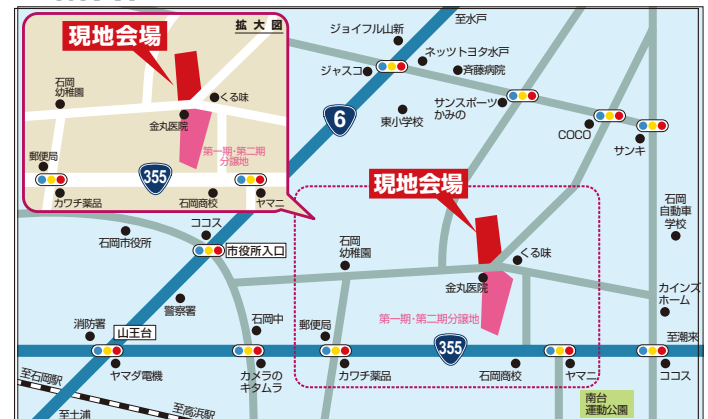 拡大図
現地会場
石岡
幼稚園
くる味
金丸医院
第一期・第二期
分譲地
郵便局
355
カワチ薬品
石岡商校
ヤマニ
至水戸
ジョイフル山新
ネッツトヨタ水戸
ジャスコ
斉藤病院
サンスポーツ
かみの
6
東小学校
COCO
サンキ
現地会場
石岡
自動車
学校
ココス
石岡市役所
市役所入口
石岡
幼稚園
くる味
金丸医院
カインズ
ホーム
警察署
第一期・第二期分譲地
消防署
山王台
石岡中
郵便局
355
至潮来
ヤマダ電機
カメラの
キタムラ
カワチ薬品
石岡商校
ヤマニ
ココス
至石岡駅
至土浦
至高浜駅
南台
運動公園